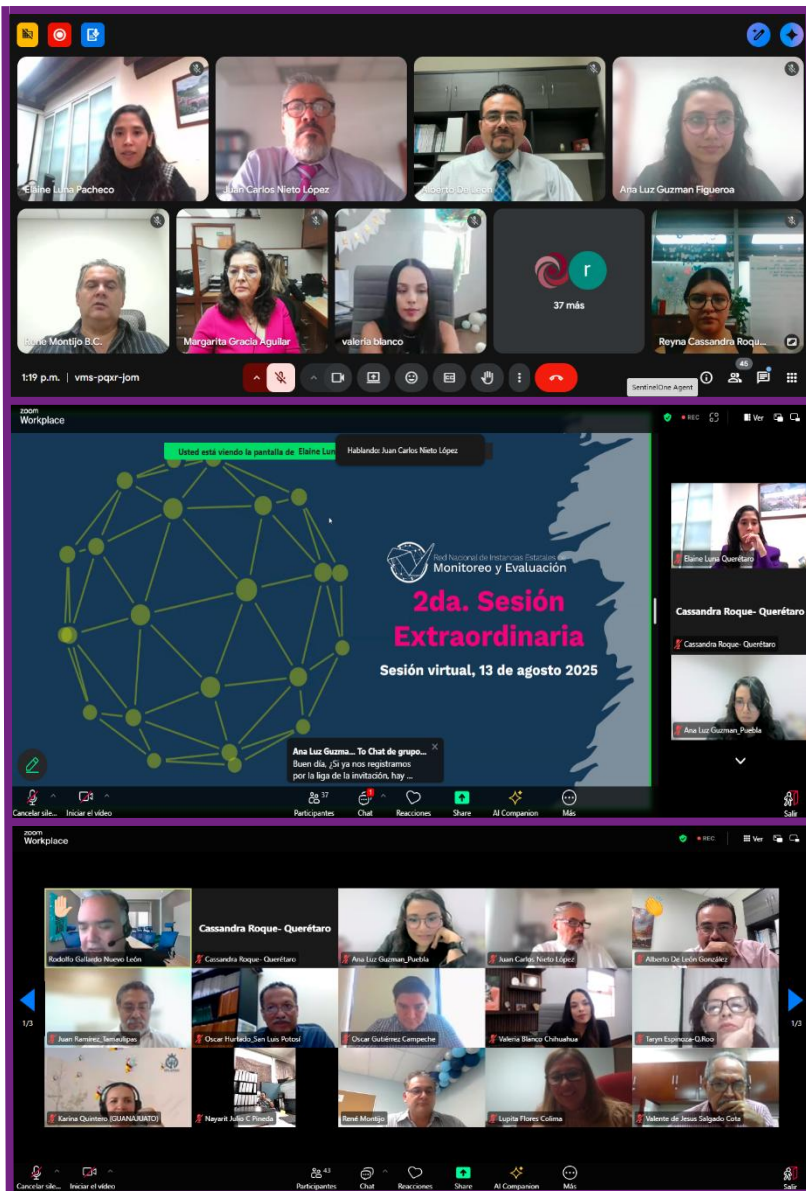 r
37 más
Elaine Luna Pacheco
Juan Carlos Nieto López
Alberto De León
Ana Luz Guzman Figueroa
René Montijo B.C.
Margarita Gracia Aguilar
valeria blanco
Reyna Cassandra Roqu...
1:19 p.m. | vms-pqxr-jom
SentinelOne Agent
45
zoom
Workplace
REC
Ver
Usted está viendo la pantalla de Elaine Lun
Hablando: Juan Carlos Nieto López
Red Nacional de Instancias Estatales de
Monitoreo y Evaluación
2da. Sesión
Extraordinaria
Sesión virtual, 13 de agosto 2025
Elaine Luna Querétaro
Cassandra Roque- Querétaro
Cassandra Roque- Querétaro
Ana Luz Guzman_Puebla
Ana Luz Guzma... To Chat de grupo...
Buen día, ¿Si ya nos registramos
por la liga de la invitación, hay ...
Cancelar sile...
Iniciar el vídeo
37
Participantes
1
Chat
Reacciones
Share
AI Companion
Más
Salir
zoom
Workplace
REC
Ver
Rodolfo Gallardo Nuevo León
Cassandra Roque- Querétaro
Cassandra Roque- Querétaro
Ana Luz Guzman_Puebla
Juan Carlos Nieto López
Alberto De León González
1/3
1/3
Juan Ramírez_Tamaulipas
Oscar Hurtado_San Luis Potosí
Oscar Gutiérrez Campeche
Valeria Blanco Chihuahua
Taryn Espinoza-Q.Roo
Karina Quintero (GUANAJUATO)
Nayarit Julio C Pineda
René Montijo
Lupita Flores Colima
Valente de Jesus Salgado Cota
Cancelar sile...
Iniciar el vídeo
43
Participantes
Chat
Reacciones
Share
AI Companion
Más
Salir